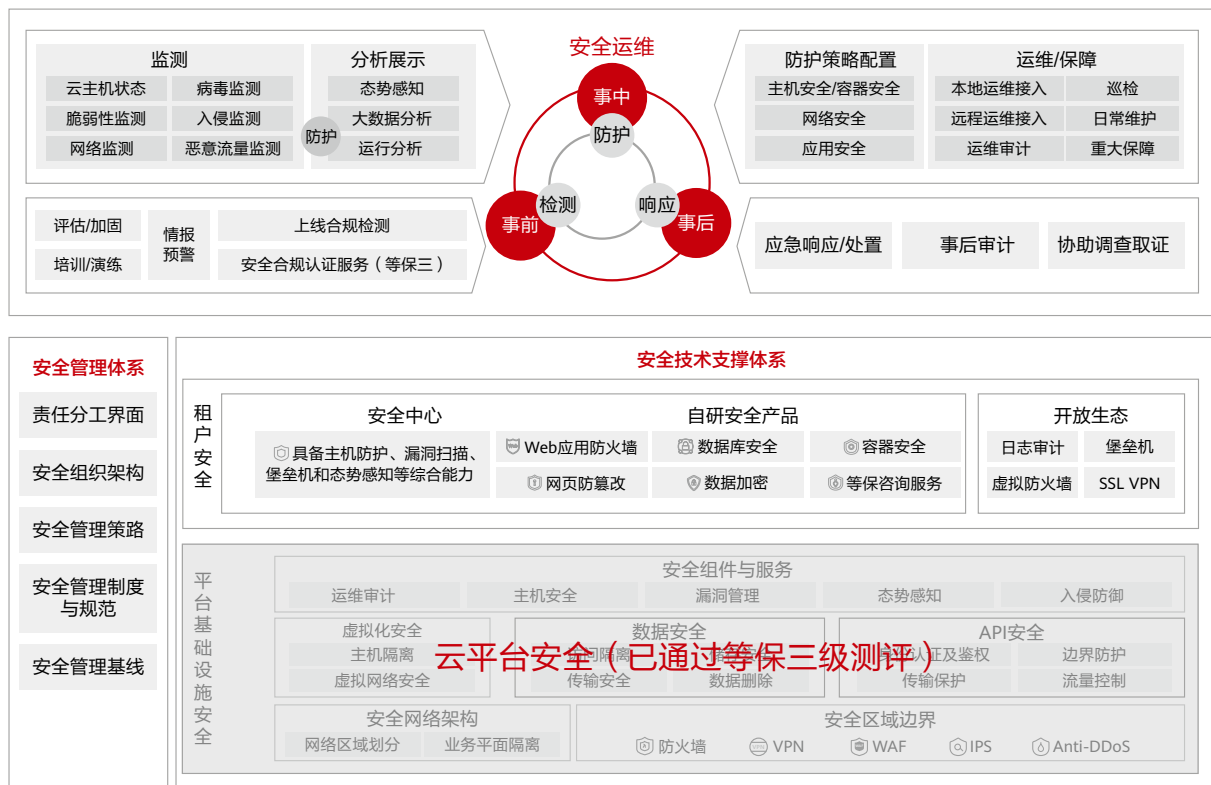 安全运维
监测
云主机状态
病毒监测
脆弱性监测
入侵监测
网络监测
恶意流量监测
防护
分析展示
态势感知
大数据分析
运行分析
事中
防护
检测
响应
事前
事后
防护策略配置
主机安全/容器安全
网络安全
应用安全
运维/保障
本地运维接入
巡检
远程运维接入
日常维护
运维审计
重大保障
评估/加固
培训/演练
情报
预警
上线合规检测
安全合规认证服务（等保三）
应急响应/处置
事后审计
协助调查取证
安全管理体系
责任分工界面
安全组织架构
安全管理策路
安全管理制度
与规范
安全管理基线
安全技术支撑体系
租户安全
安全中心
具备主机防护、漏洞扫描、
堡垒机和态势感知等综合能力
自研安全产品
Web应用防火墙
数据库安全
容器安全
网页防篡改
数据加密
等保咨询服务
开放生态
日志审计
堡垒机
虚拟防火墙
SSL VPN
平台基础设施安全
安全组件与服务
运维审计
主机安全
漏洞管理
态势感知
入侵防御
虚拟化安全
主机隔离
虚拟网络安全
数据安全
访问隔离
储存安全
传输安全
数据删除
API安全
身份认证及鉴权
边界防护
传输保护
流量控制
云平台安全（已通过等保三级测评）
安全网络架构
网络区域划分
业务平面隔离
安全区域边界
防火墙
VPN
WAF
IPS
Anti-DDoS